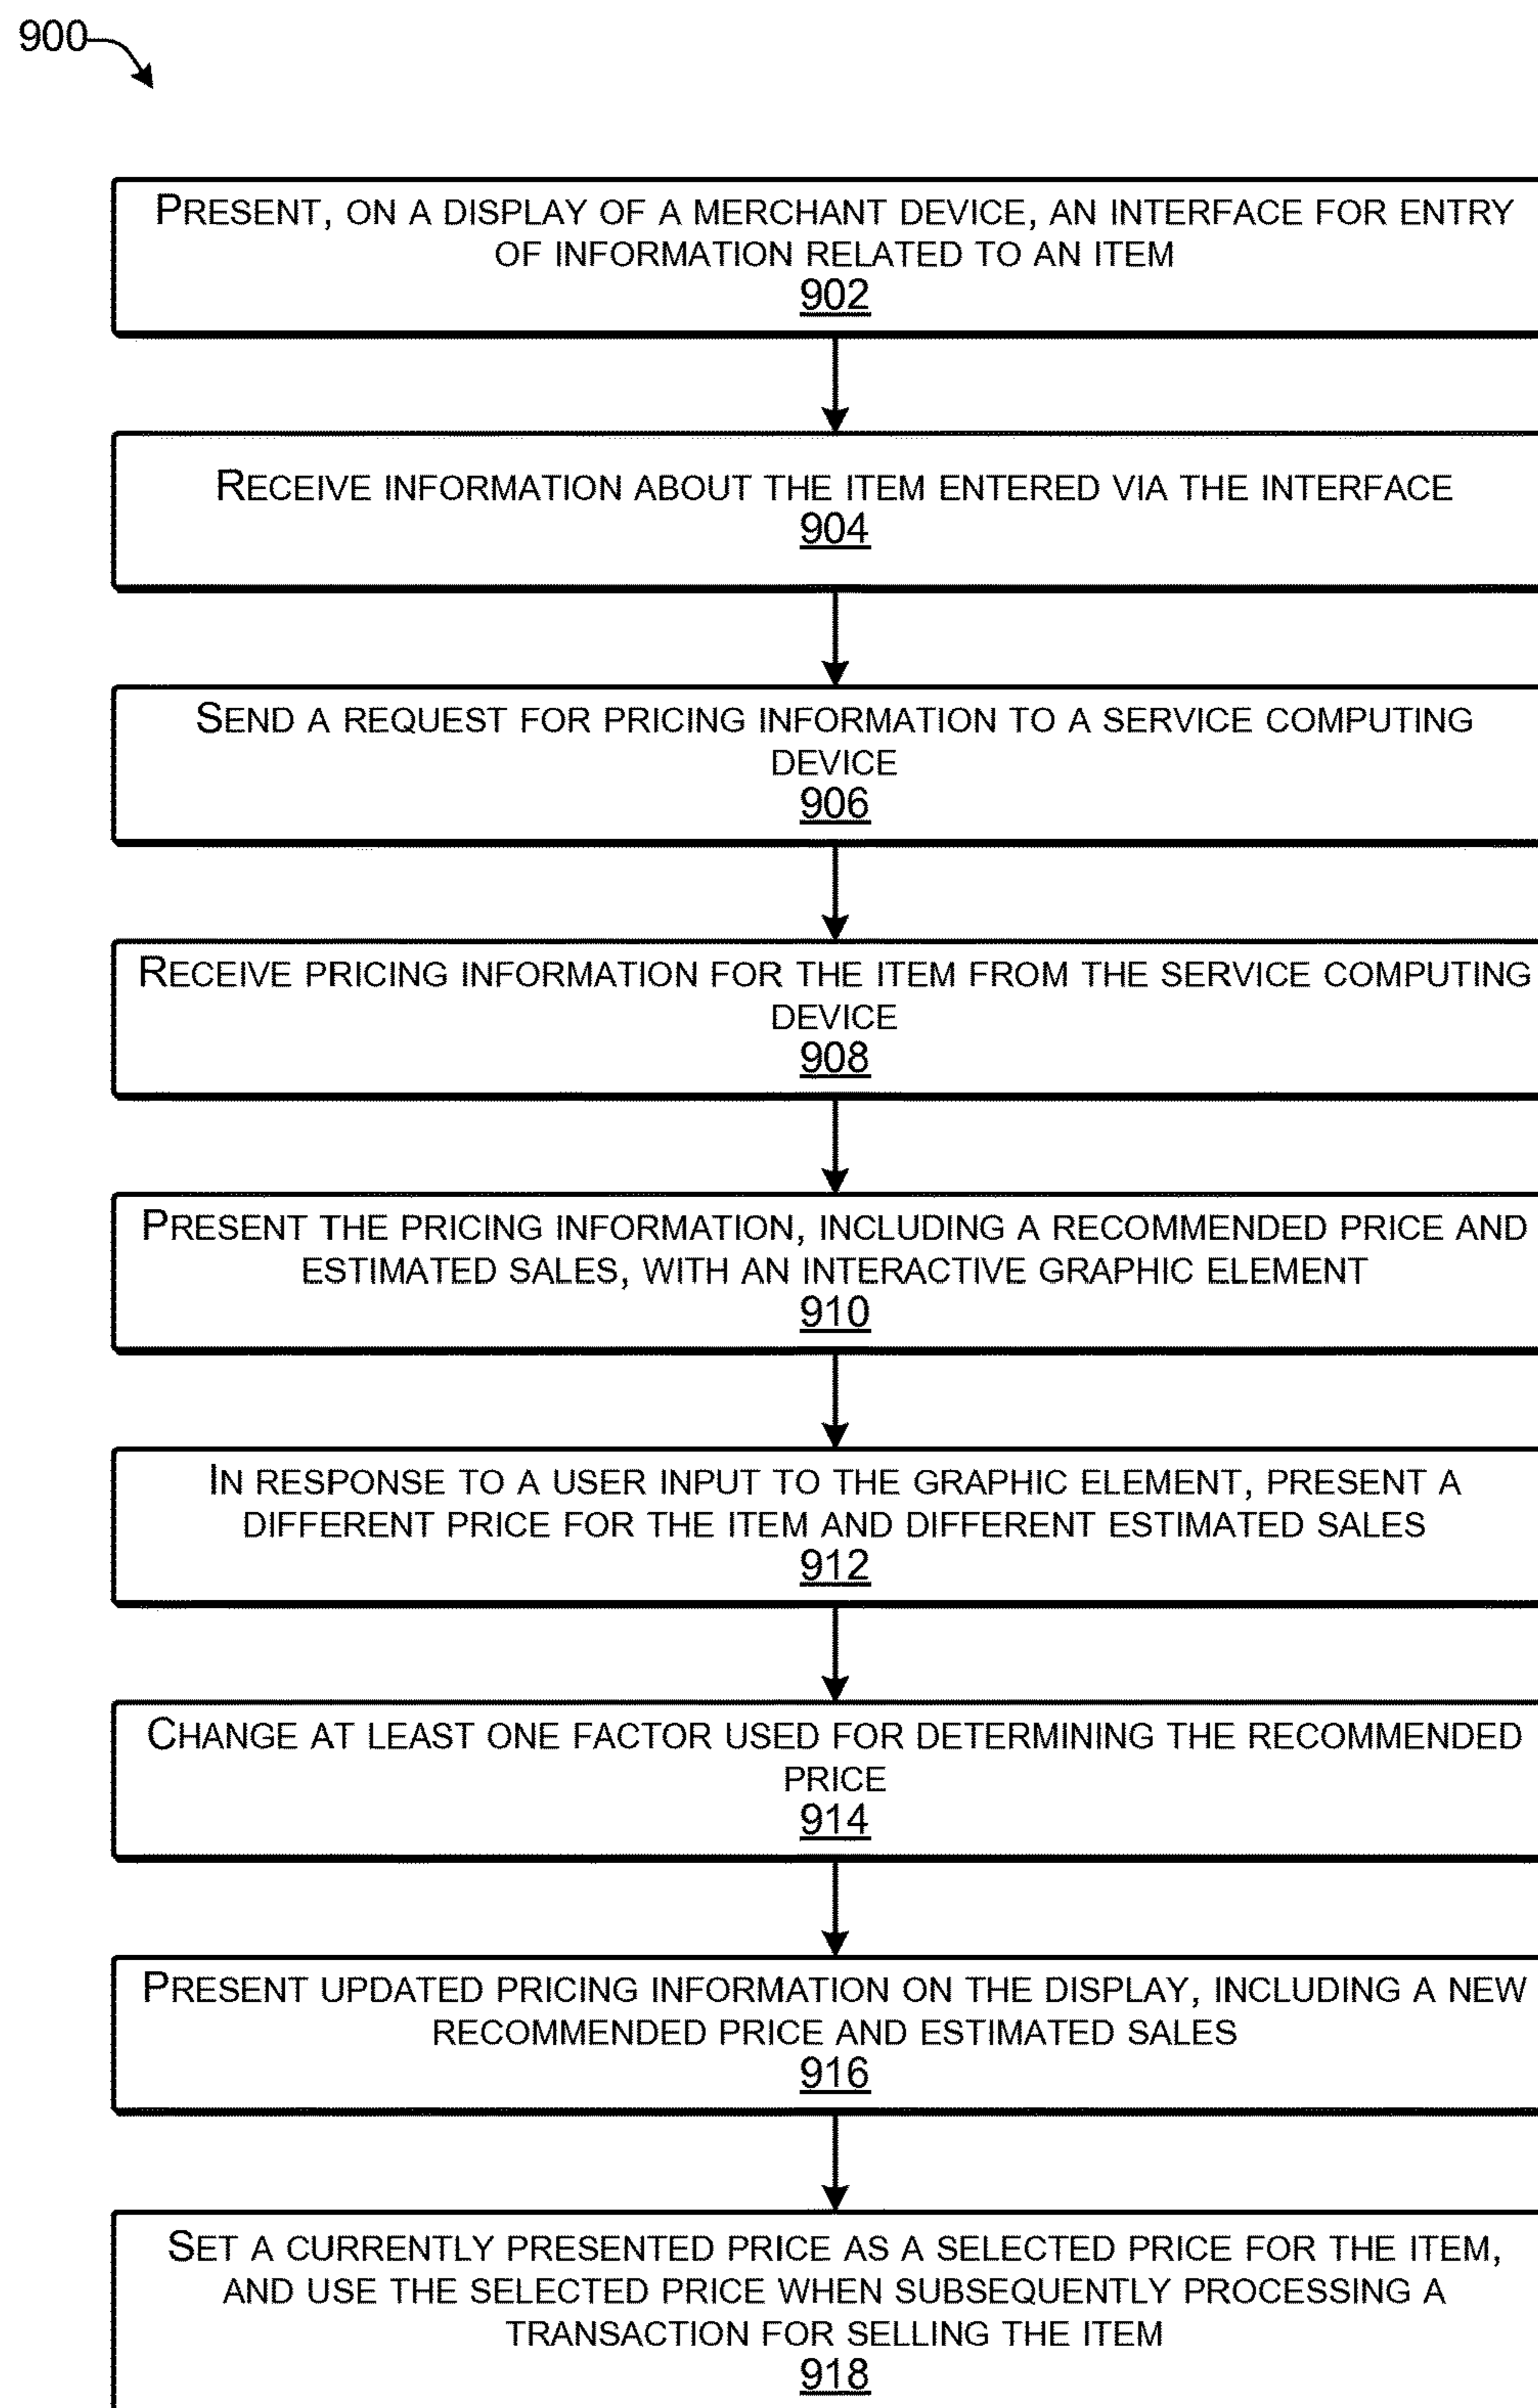 900
PRESENT, ON A DISPLAY OF A MERCHANT DEVICE, AN INTERFACE FOR ENTRY
OF INFORMATION RELATED TO AN ITEM
902
RECEIVE INFORMATION ABOUT THE ITEM ENTERED VIA THE INTERFACE
904
SEND A REQUEST FOR PRICING INFORMATION TO A SERVICE COMPUTING
DEVICE
906
RECEIVE PRICING INFORMATION FOR THE ITEM FROM THE SERVICE COMPUTING
DEVICE
908
PRESENT THE PRICING INFORMATION, INCLUDING A RECOMMENDED PRICE AND
ESTIMATED SALES, WITH AN INTERACTIVE GRAPHIC ELEMENT
910
IN RESPONSE TO A USER INPUT TO THE GRAPHIC ELEMENT, PRESENT A
DIFFERENT PRICE FOR THE ITEM AND DIFFERENT ESTIMATED SALES
912
CHANGE AT LEAST ONE FACTOR USED FOR DETERMINING THE RECOMMENDED
PRICE
914
PRESENT UPDATED PRICING INFORMATION ON THE DISPLAY, INCLUDING A NEW
RECOMMENDED PRICE AND ESTIMATED SALES
916
SET A CURRENTLY PRESENTED PRICE AS A SELECTED PRICE FOR THE ITEM,
AND USE THE SELECTED PRICE WHEN SUBSEQUENTLY PROCESSING A
TRANSACTION FOR SELLING THE ITEM
918